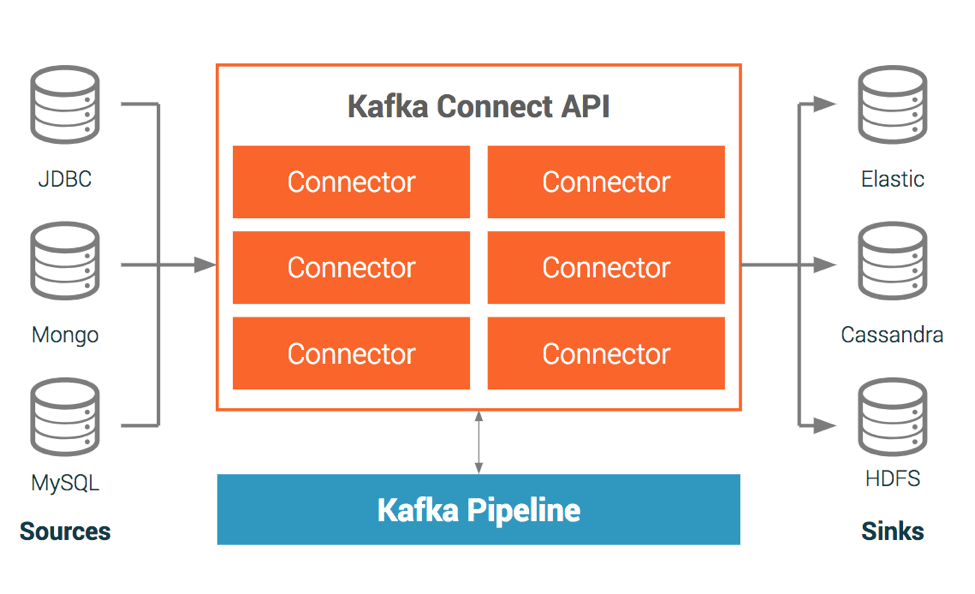 Kafka Connect API
JDBC
Mongo
MySQL
Sources
Connector
Connector
Connector
Connector
Connector
Connector
Kafka Pipeline
Elastic
Cassandra
HDFS
Sinks